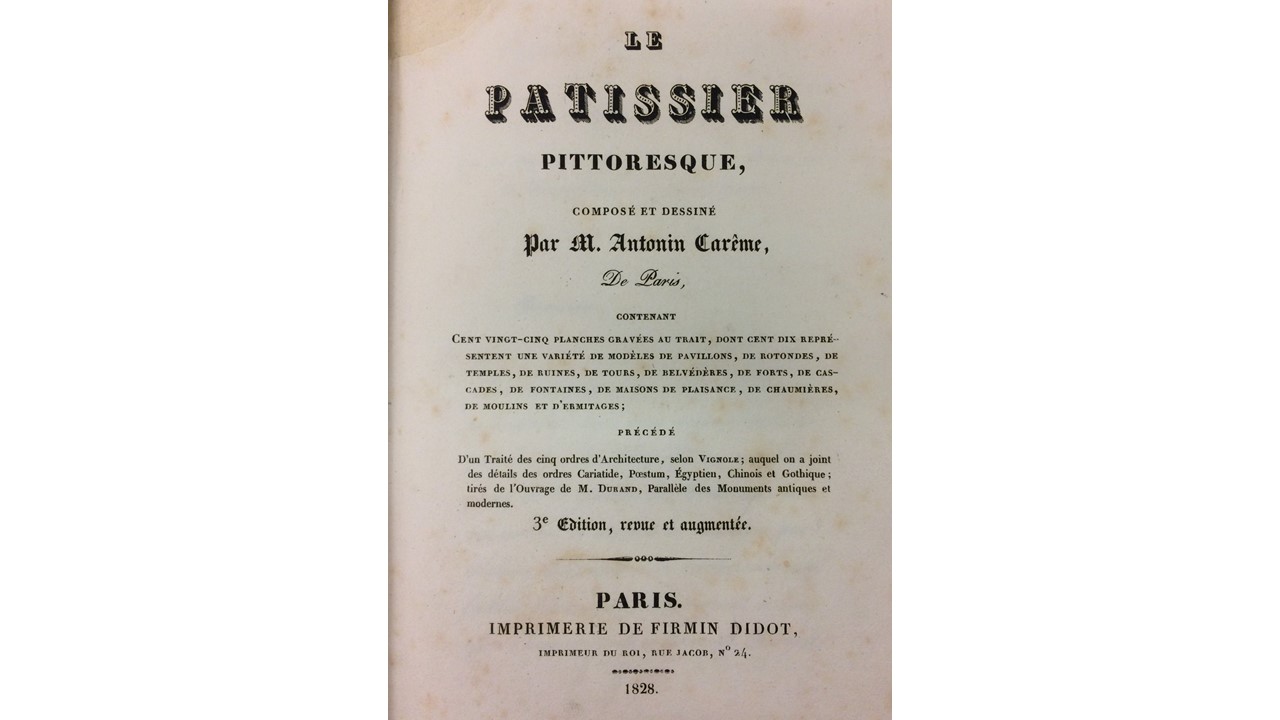 LE
PATISSIER
PITTORESQUE,
COMPOSÉ ET DESSINÉ
Par M. Antonin Carême,
De Paris,
CONTENANT
CENT VINGT-CINQ PLANCHES GRAVÉES AU TRAIT, DONT CENT DIX REPRÉ-
SENTENT UNE VARIÉTÉ DE MODÈLES DE PAVILLONS, DE ROTONDES, DE
TEMPLES, DE RUINES, DE TOURS, DE BELVÉDÈRES, DE FORTS, DE CAS-
CADES, DE FONTAINES, DE MAISONS DE PLAISANCE, DE CHAUMIÈRES,
DE MOULINS ET D'ERMITAGES;
PRÉCÉDÉ
D'un Traité des cinq ordres d'Architecture, selon VIGNOLE; auquel on a joint
des détails des ordres Cariatide, Pœstum, Égyptien, Chinois et Gothique;
tirés de l'Ouvrage de M. DURAND, Parallèle des Monuments antiques et
modernes.
3e Edition, revue et augmentée.
PARIS.
IMPRIMERIE DE FIRMIN DIDOT,
IMPRIMEUR DU ROI, RUE JACOB, No 24.
1828.